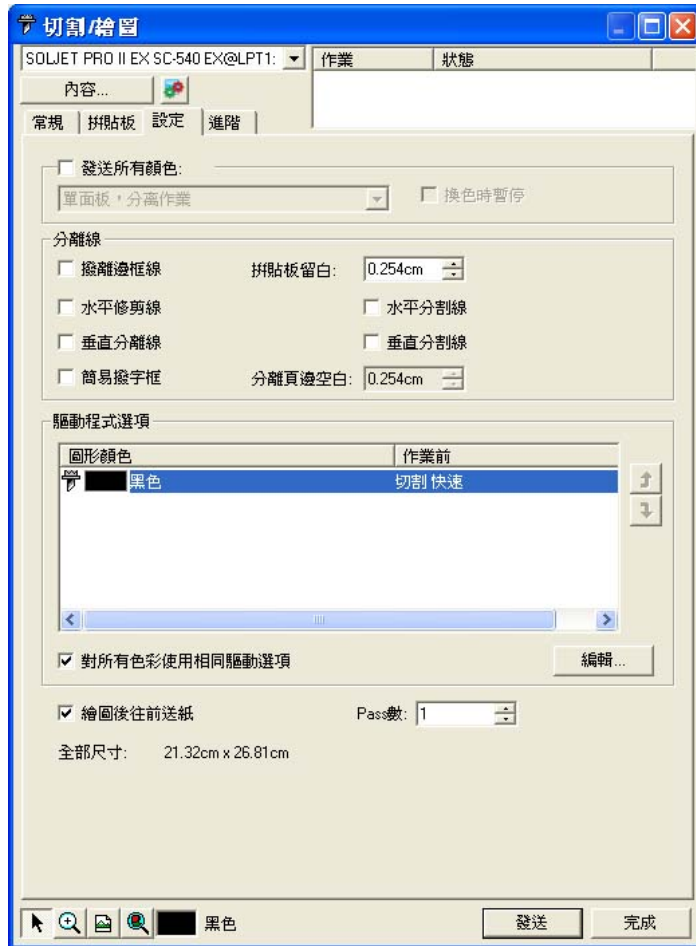 切割/繪圖
SOLJET PRO II EX SC-540 EX@LPT1:
作業 狀態
內容...
常規 拼貼板 設定 進階
發送所有顏色:
單面板，分离作業 換色時暫停
分離線
撥離邊框線 拼貼板留白: 0.254cm
水平修剪線 水平分割線
垂直分離線 垂直分割線
簡易撥字框 分離頁邊空白: 0.254cm
驅動程式選項
圖形顏色 作業前
黑色 切割 快速
對所有色彩使用相同驅動選項 編輯...
繪圖後往前送紙 Pass數: 1
全部尺寸: 21.32cm x 26.81cm
黑色 發送 完成